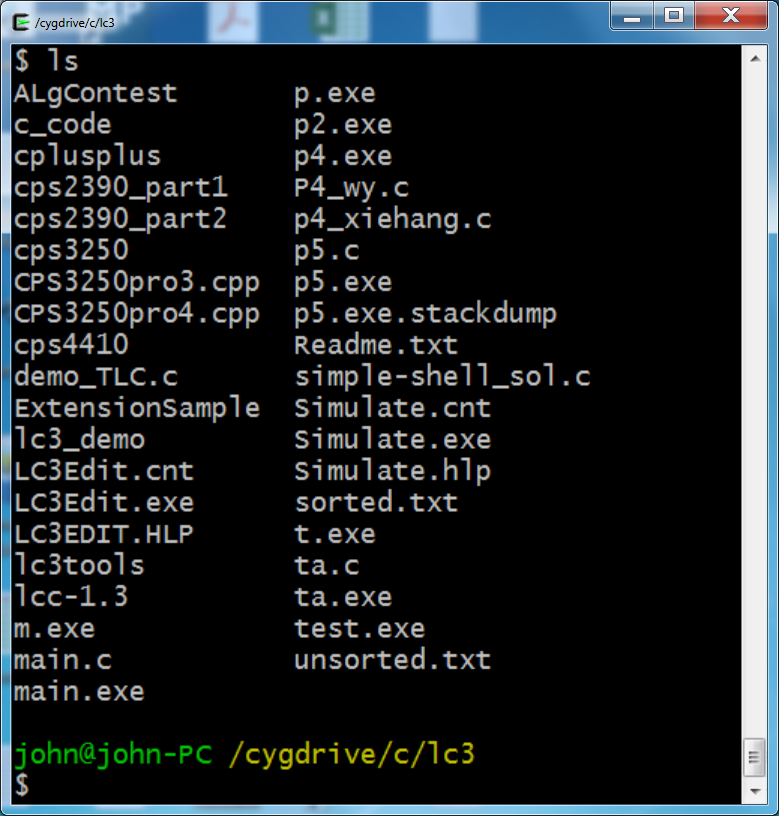 /cygdrive/c/lc3
$ ls
ALgContest p.exe
c_code p2.exe
cplusplus p4.exe
cps2390_part1 P4_wy.c
cps2390_part2 p4_xiehang.c
cps3250 p5.c
CPS3250pro3.cpp p5.exe
CPS3250pro4.cpp p5.exe.stackdump
cps4410 Readme.txt
demo_TLC.c simple-shell_sol.c
ExtensionSample Simulate.cnt
lc3_demo Simulate.exe
LC3Edit.cnt Simulate.hlp
LC3Edit.exe sorted.txt
LC3EDIT.HLP t.exe
lc3tools ta.c
lcc-1.3 ta.exe
m.exe test.exe
main.c unsorted.txt
main.exe
john@john-PC /cygdrive/c/lc3
$